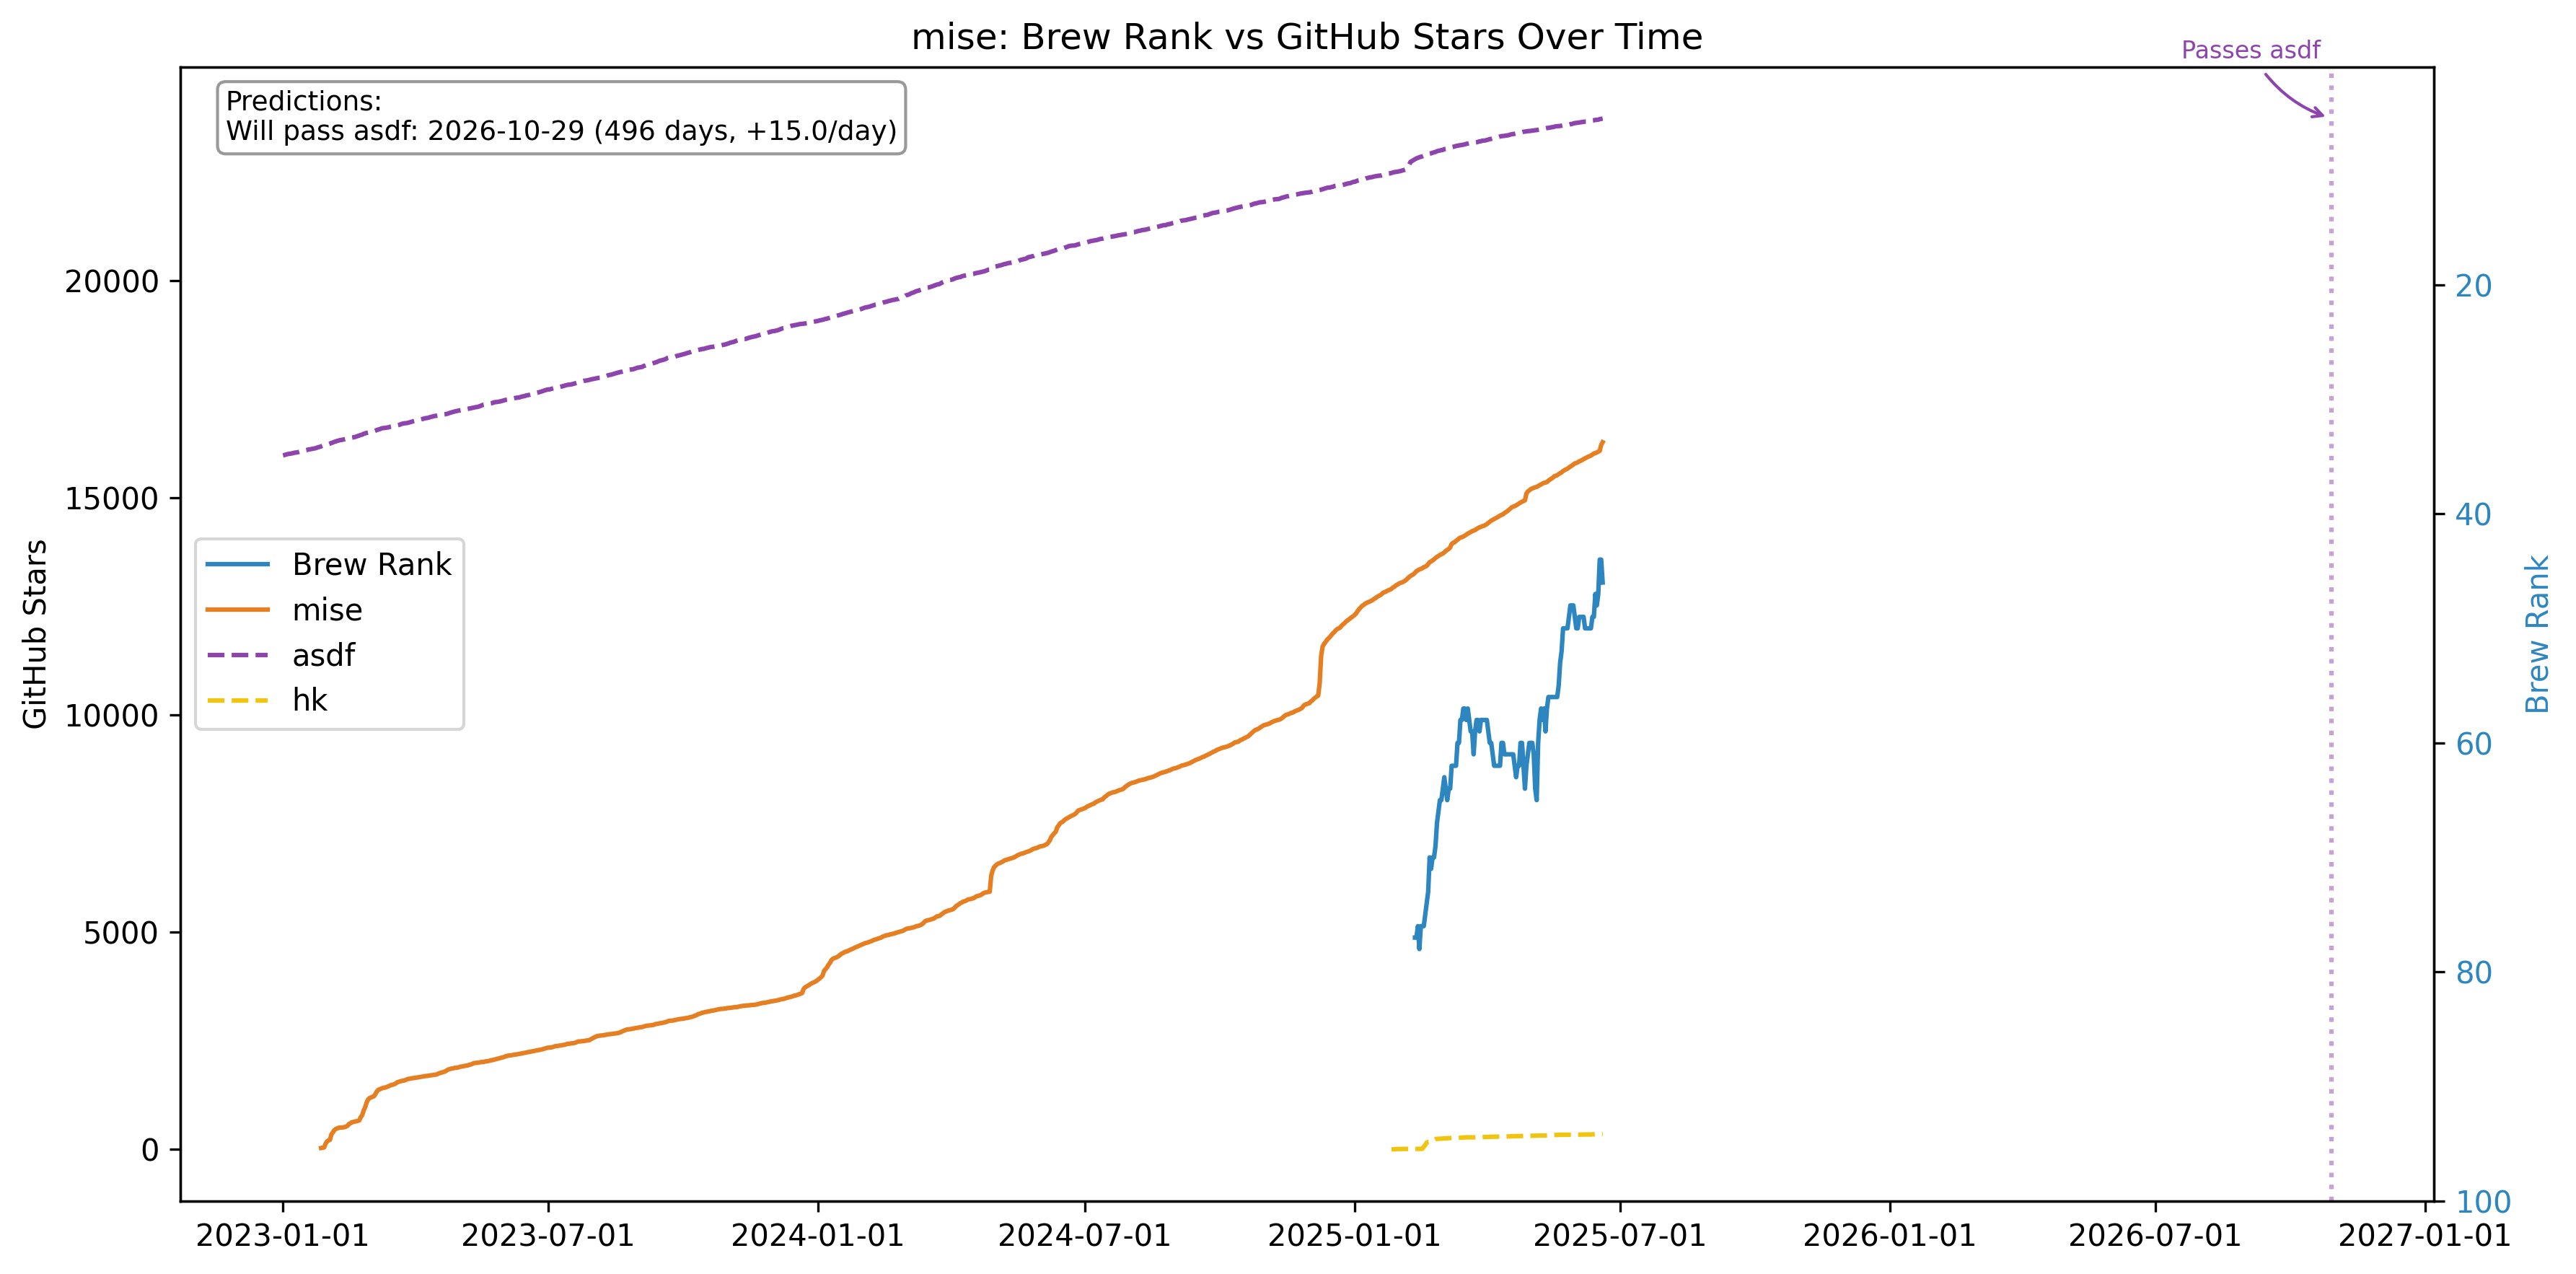 mise: Brew Rank vs GitHub Stars Over Time
Passes asdf
Predictions:
Will pass asdf: 2026-10-29 (496 days, +15.0/day)
GitHub Stars
20000
15000
10000
5000
0
Brew Rank
mise
asdf
hk
20
40
60
80
100
Brew Rank
2023-01-01
2023-07-01
2024-01-01
2024-07-01
2025-01-01
2025-07-01
2026-01-01
2026-07-01
2027-01-01